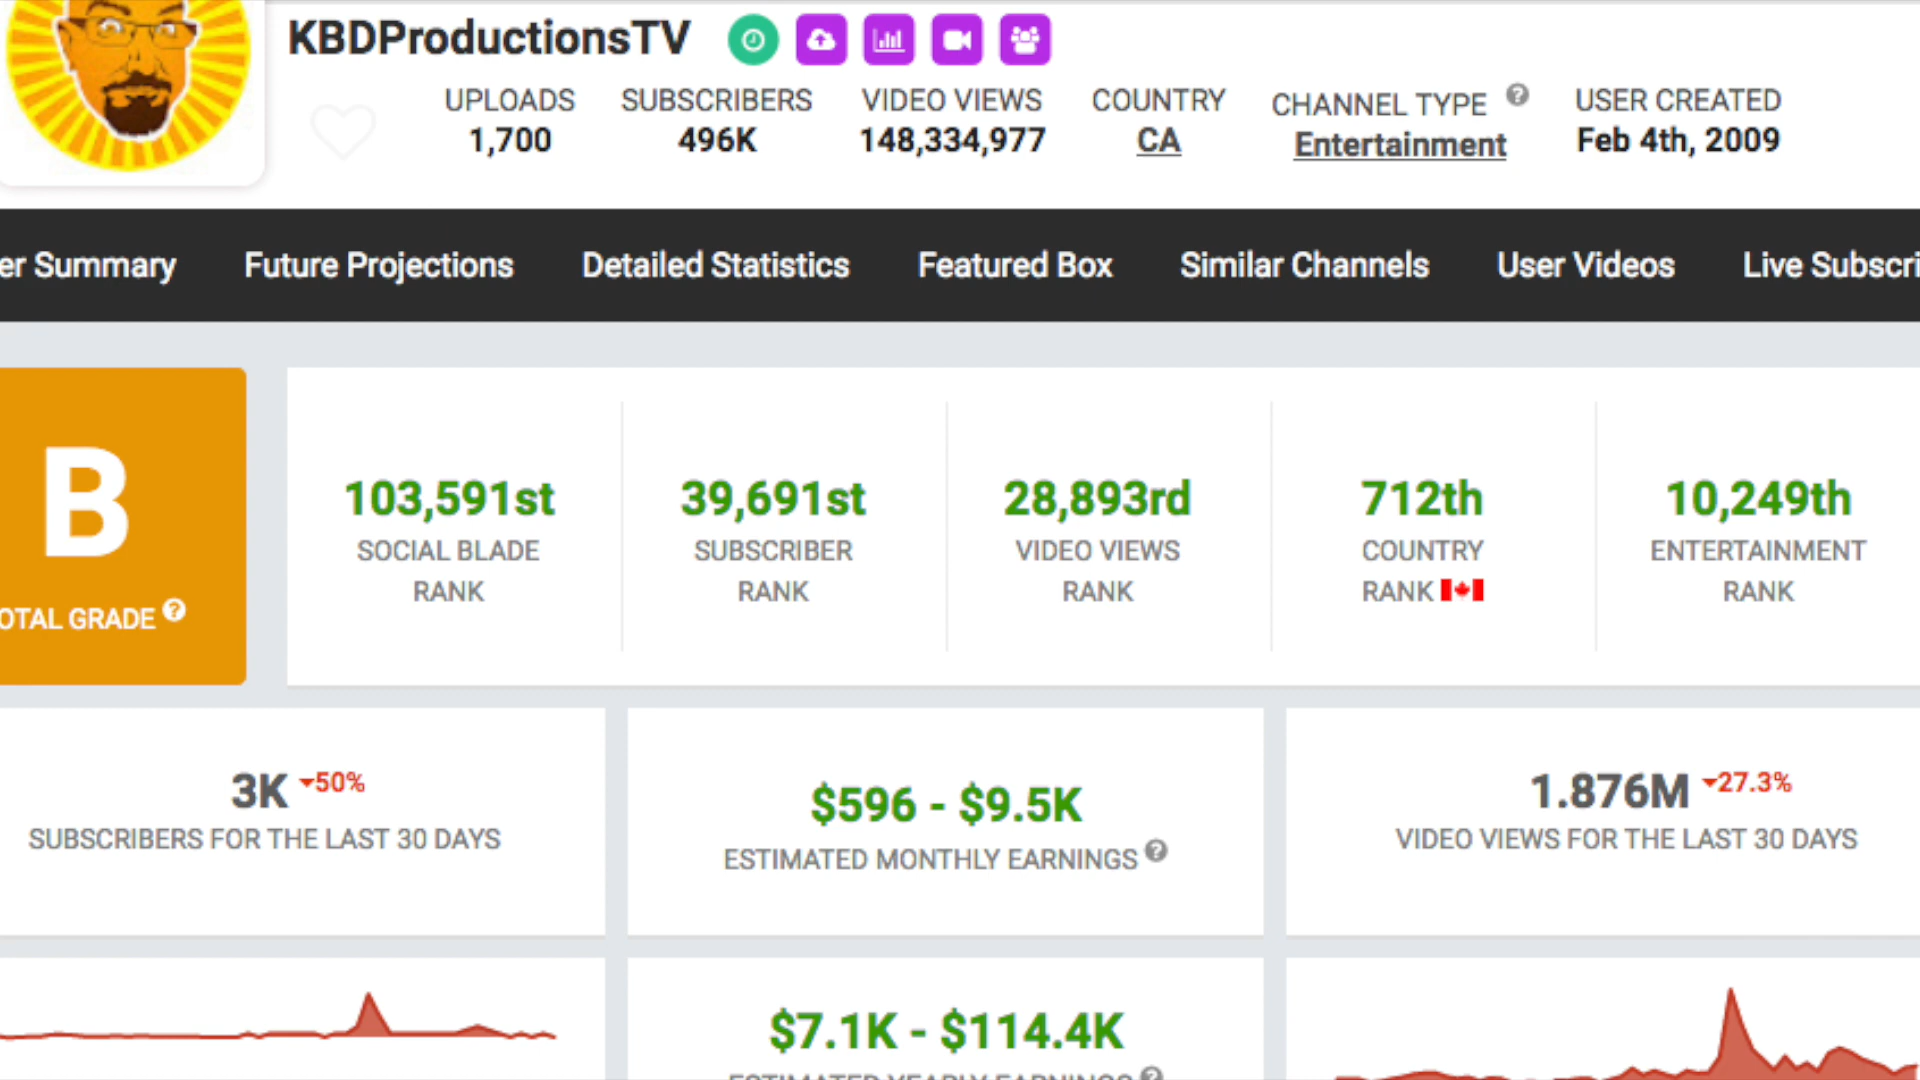 KBDProductionsTV
UPLOADS
1,700
SUBSCRIBERS
496K
VIDEO VIEWS
148,334,977
COUNTRY
CA
CHANNEL TYPE
Entertainment
USER CREATED
Feb 4th, 2009
er Summary Future Projections Detailed Statistics Featured Box Similar Channels User Videos Live Subscri
B
OTAL GRADE
103,591st
SOCIAL BLADE
RANK
39,691st
SUBSCRIBER
RANK
28,893rd
VIDEO VIEWS
RANK
712th
COUNTRY
RANK
10,249th
ENTERTAINMENT
RANK
3K 50%
SUBSCRIBERS FOR THE LAST 30 DAYS
$596 - $9.5K
ESTIMATED MONTHLY EARNINGS
1.876M 27.3%
VIDEO VIEWS FOR THE LAST 30 DAYS
$7.1K - $114.4K
ESTIMATED YEARLY EARNINGS